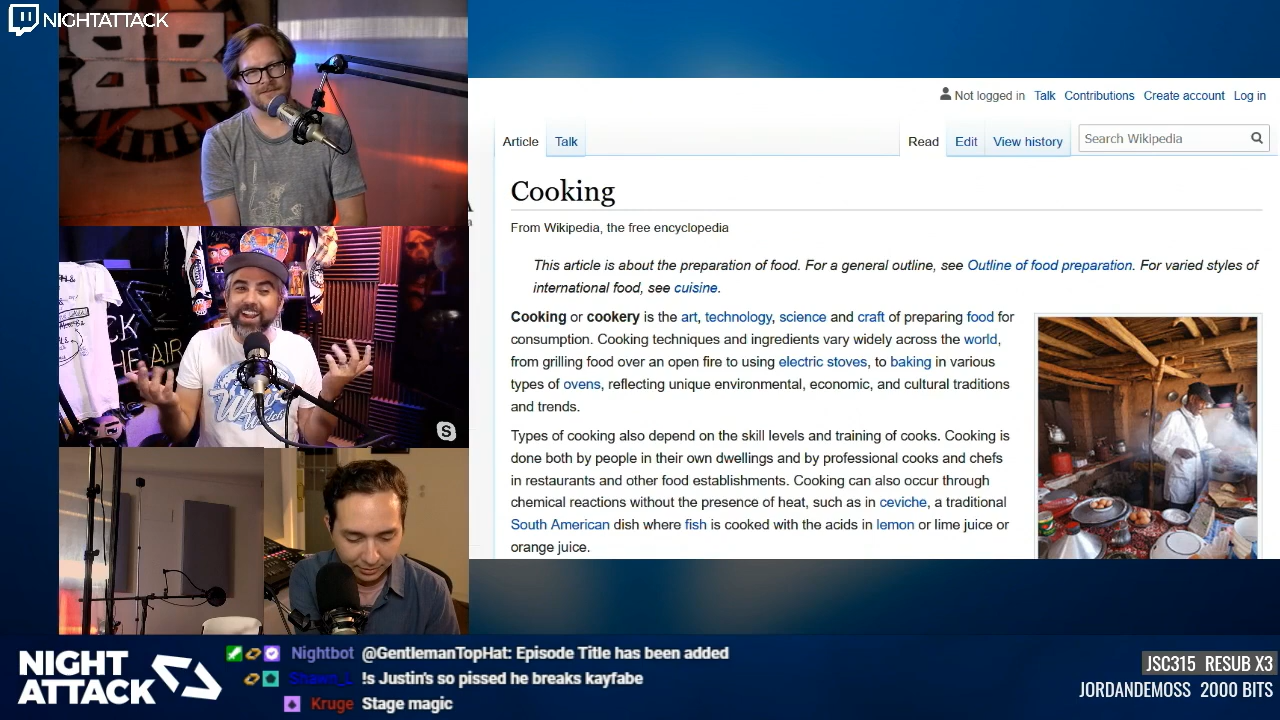 NIGHTATTACK
Not logged in Talk Contributions Create account Log in
Article Talk Read Edit View history Search Wikipedia
Cooking
From Wikipedia, the free encyclopedia
This article is about the preparation of food. For a general outline, see Outline of food preparation. For varied styles of
international food, see cuisine.
Cooking or cookery is the art, technology, science and craft of preparing food for
consumption. Cooking techniques and ingredients vary widely across the world,
from grilling food over an open fire to using electric stoves, to baking in various
types of ovens, reflecting unique environmental, economic, and cultural traditions
and trends.
Types of cooking also depend on the skill levels and training of cooks. Cooking is
done both by people in their own dwellings and by professional cooks and chefs
in restaurants and other food establishments. Cooking can also occur through
chemical reactions without the presence of heat, such as in ceviche, a traditional
South American dish where fish is cooked with the acids in lemon or lime juice or
orange juice.
NIGHT
ATTACK
Nightbot @GentlemanTopHat: Episode Title has been added
Shawn_L !s Justin's so pissed he breaks kayfabe
Kruge Stage magic
JSC315 RESUB X3
JORDANDEMOSS 2000 BITS